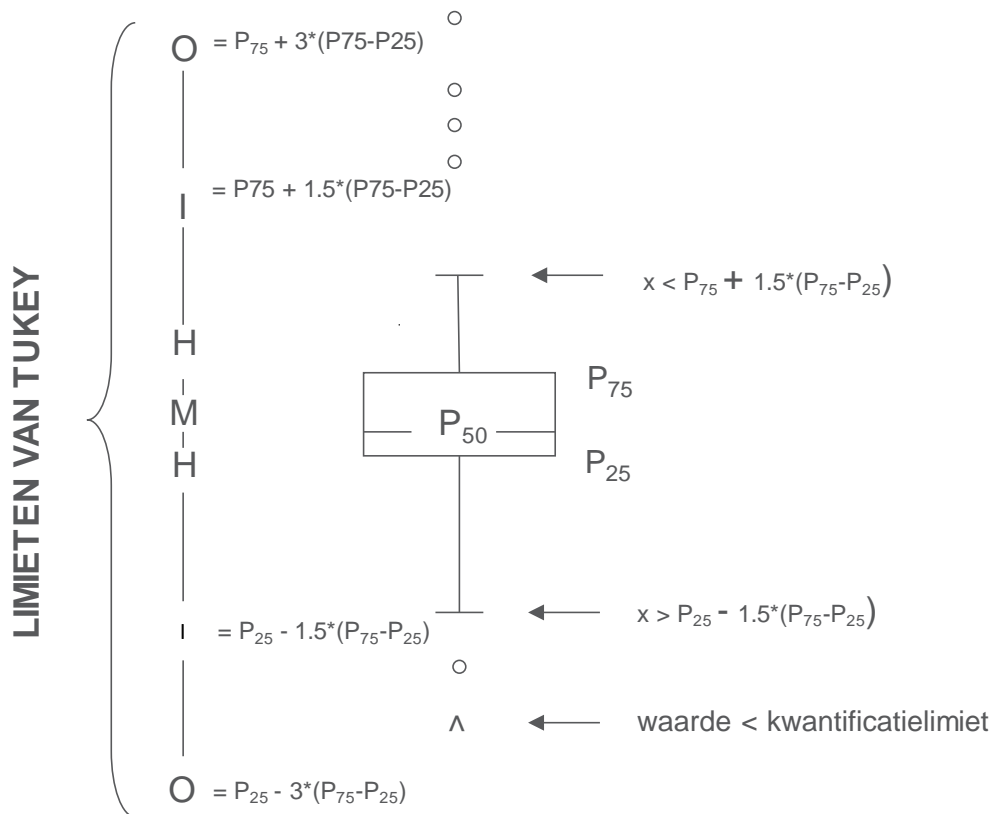 LIMIETEN VAN TUKEY
O = P75 + 3*(P75-P25)
I = P75 + 1.5*(P75-P25)
x < P75 + 1.5*(P75-P25)
H
P75
M
P50
H
P25
x > P25 - 1.5*(P75-P25)
I = P25 - 1.5*(P75-P25)
^ waarde < kwantificatielimiet
O = P25 - 3*(P75-P25)